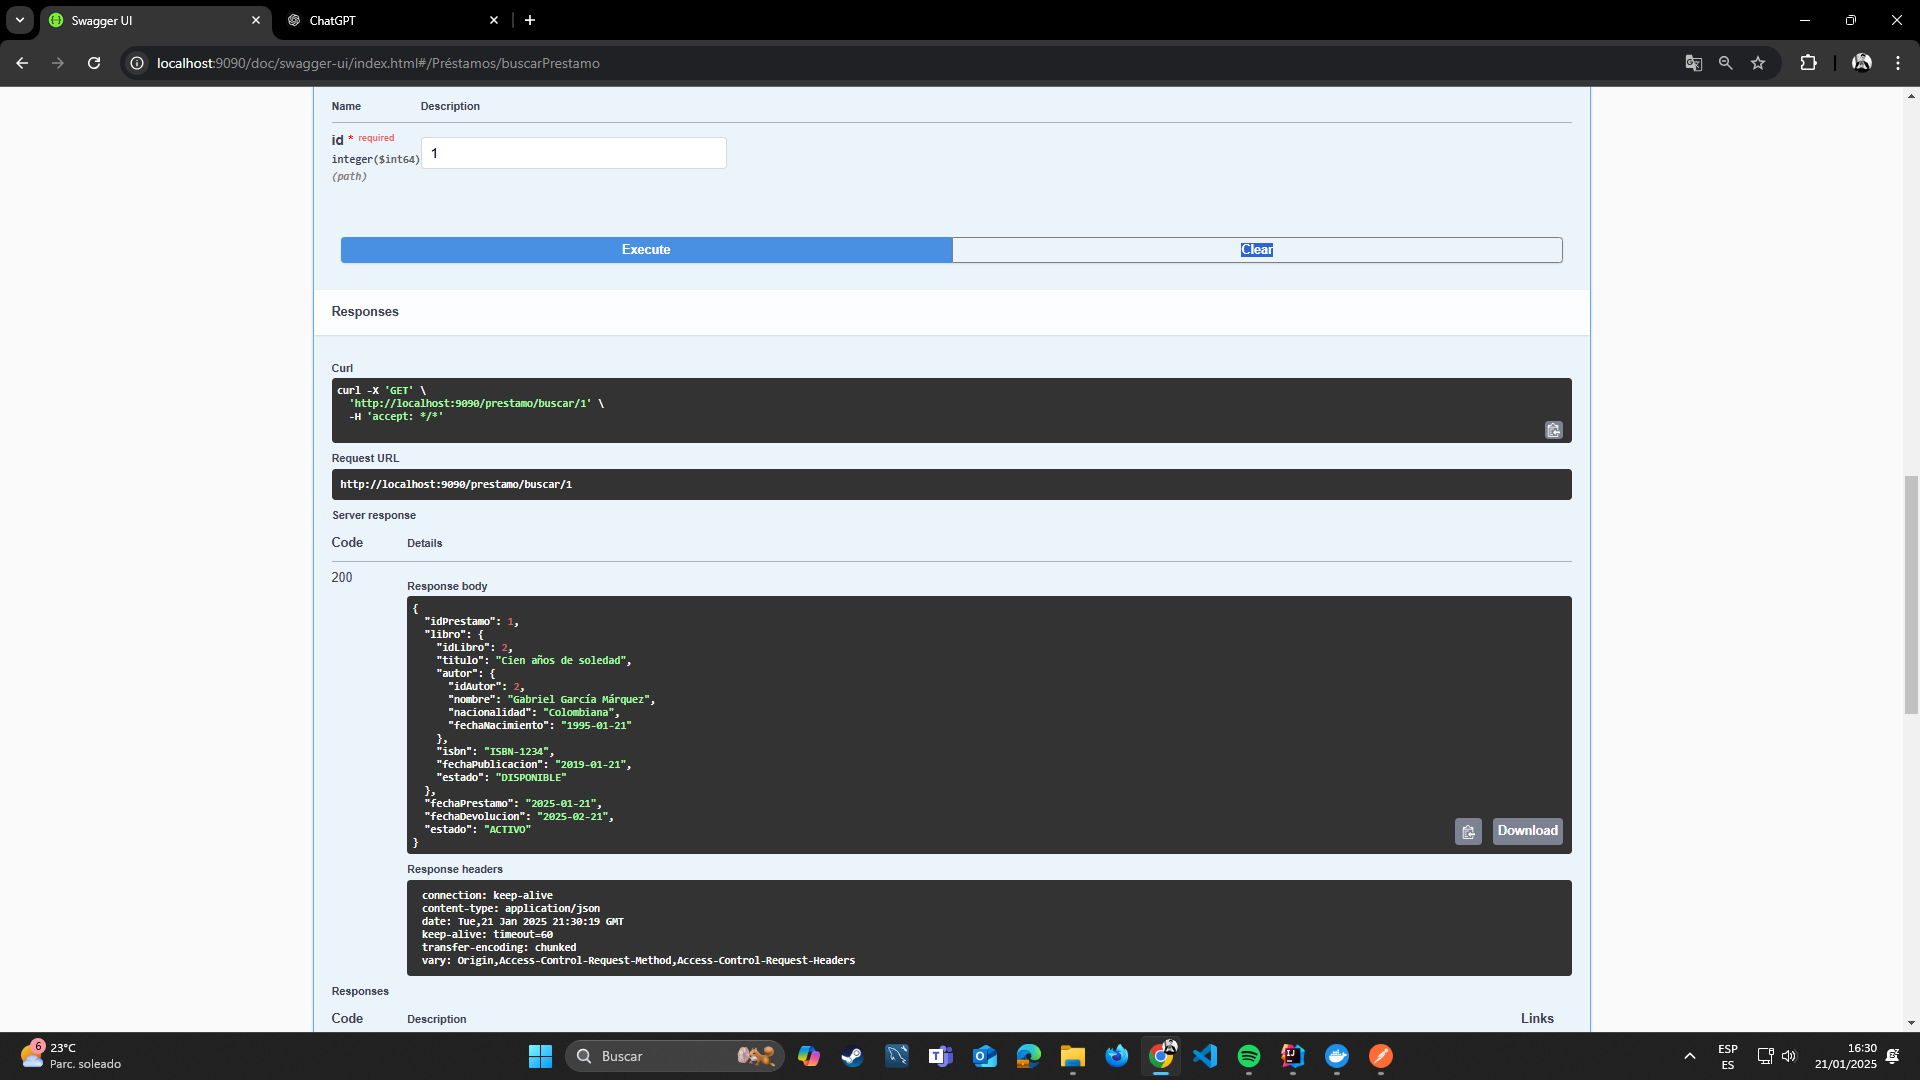 Swagger UI
ChatGPT
localhost:9090/doc/swagger-ui/index.html#/Préstamos/buscarPrestamo
Name Description
id * required
integer($int64)
(path)
1
Execute
Clear
Responses
Curl
curl -X 'GET' \
'http://localhost:9090/prestamo/buscar/1' \
-H 'accept: */*'
Request URL
http://localhost:9090/prestamo/buscar/1
Server response
Code Details
200
Response body
{
"idPrestamo": 1,
"libro": {
"idLibro": 2,
"titulo": "Cien años de soledad",
"autor": {
"idAutor": 2,
"nombre": "Gabriel García Márquez",
"nacionalidad": "Colombiana",
"fechaNacimiento": "1995-01-21"
},
"isbn": "ISBN-1234",
"fechaPublicacion": "2019-01-21",
"estado": "DISPONIBLE"
},
"fechaPrestamo": "2025-01-21",
"fechaDevolucion": "2025-02-21",
"estado": "ACTIVO"
}
Download
Response headers
connection: keep-alive
content-type: application/json
date: Tue,21 Jan 2025 21:30:19 GMT
keep-alive: timeout=60
transfer-encoding: chunked
vary: Origin,Access-Control-Request-Method,Access-Control-Request-Headers
Responses
Code Description Links
6
23°C
Parc. soleado
Buscar
ESP
ES
16:30
21/01/2025